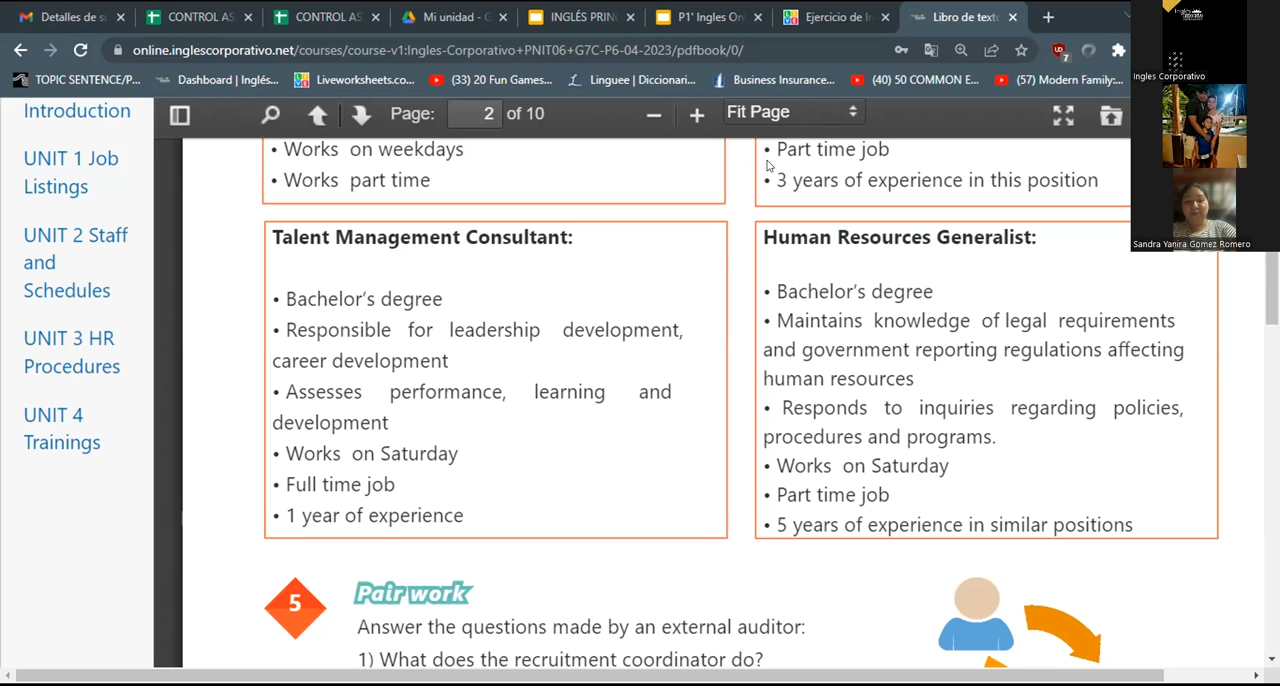 Detalles de su
CONTROL AS
CONTROL AS
Mi unidad - G
INGLÉS PRIN
P1' Ingles On
Ejercicio de In
Libro de texto
online.inglescorporativo.net/courses/course-v1:Ingles-Corporativo+PNIT06+G7C-P6-04-2023/pdfbook/0/
7
TOPIC SENTENCE/P...
Dashboard | Inglés...
Liveworksheets.co...
(33) 20 Fun Games...
Linguee | Diccionari...
Business Insurance...
(40) 50 COMMON E...
(57) Modern Family:...
Ingles Corporativo
Sandra Yanira Gomez Romero
Page: 2 of 10
Fit Page
Introduction
UNIT 1 Job
Listings
UNIT 2 Staff
and
Schedules
UNIT 3 HR
Procedures
UNIT 4
Trainings
• Works on weekdays
• Works part time
• Part time job
• 3 years of experience in this position
Talent Management Consultant:
• Bachelor's degree
• Responsible for leadership development,
career development
• Assesses performance, learning and
development
• Works on Saturday
• Full time job
• 1 year of experience
Human Resources Generalist:
• Bachelor's degree
• Maintains knowledge of legal requirements
and government reporting regulations affecting
human resources
• Responds to inquiries regarding policies,
procedures and programs.
• Works on Saturday
• Part time job
• 5 years of experience in similar positions
5
Pair work
Answer the questions made by an external auditor:
1) What does the recruitment coordinator do?